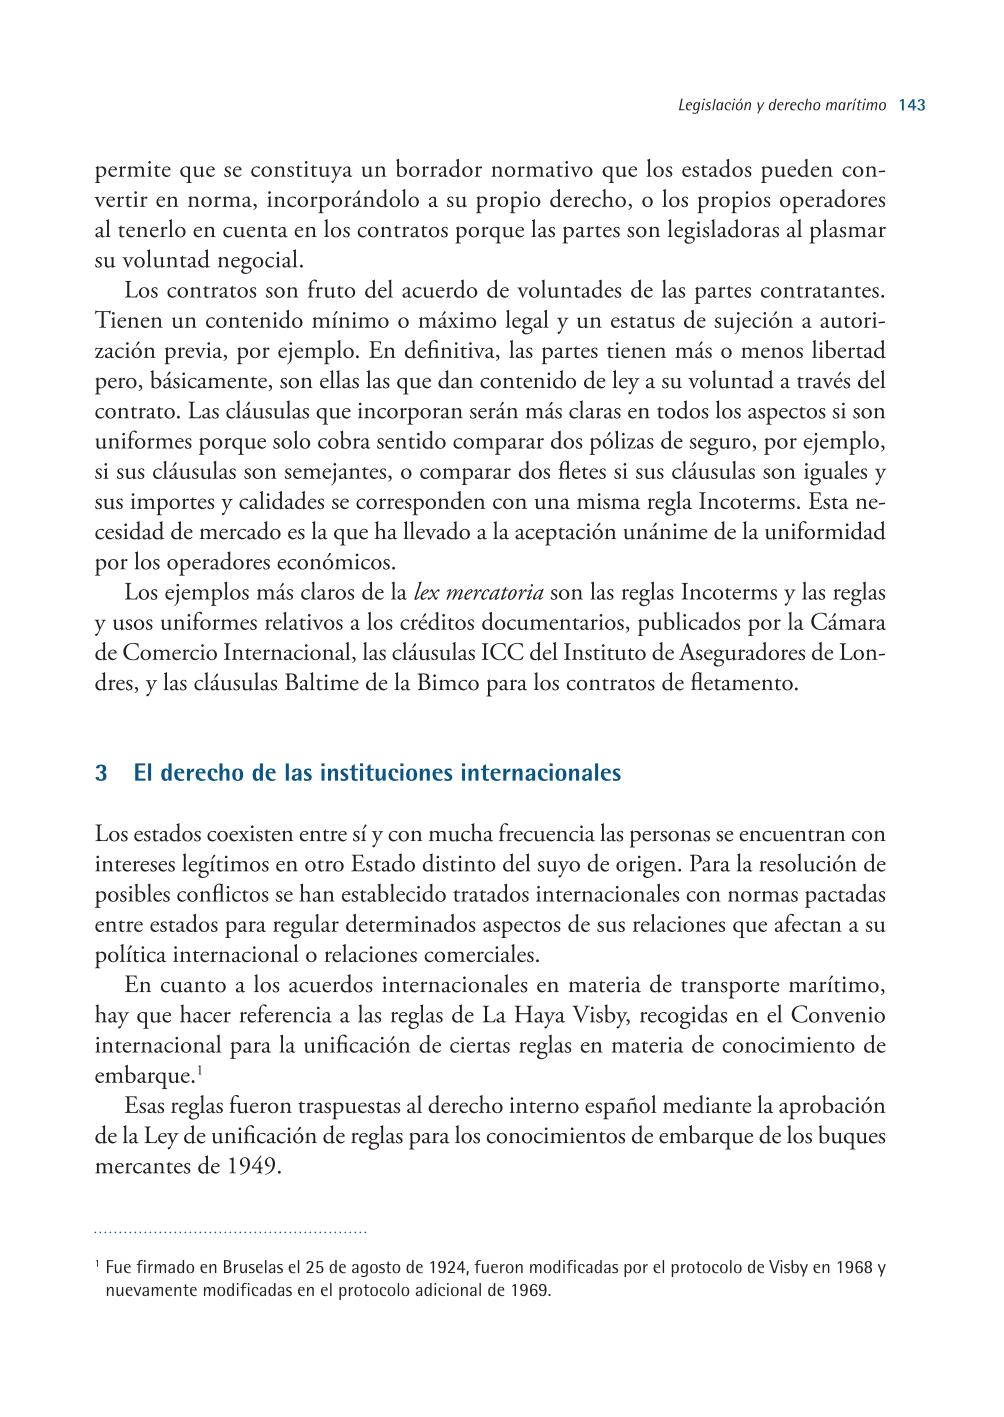 Legislación y derecho marítimo 143
permite que se constituya un borrador normativo que los estados pueden con-
vertir en norma, incorporándolo a su propio derecho, o los propios operadores
al tenerlo en cuenta en los contratos porque las partes son legisladoras al plasmar
su voluntad negocial.
Los contratos son fruto del acuerdo de voluntades de las partes contratantes.
Tienen un contenido mínimo o máximo legal y un estatus de sujeción a autori-
zación previa, por ejemplo. En definitiva, las partes tienen más o menos libertad
pero, básicamente, son ellas las que dan contenido de ley a su voluntad a través del
contrato. Las cláusulas que incorporan serán más claras en todos los aspectos si son
uniformes porque solo cobra sentido comparar dos pólizas de seguro, por ejemplo,
si sus cláusulas son semejantes, o comparar dos fletes si sus cláusulas son iguales y
sus importes y calidades se corresponden con una misma regla Incoterms. Esta ne-
cesidad de mercado es la que ha llevado a la aceptación unánime de la uniformidad
por los operadores económicos.
Los ejemplos más claros de la lex mercatoria son las reglas Incoterms y las reglas
y usos uniformes relativos a los créditos documentarios, publicados por la Cámara
de Comercio Internacional, las cláusulas ICC del Instituto de Aseguradores de Lon-
dres, y las cláusulas Baltime de la Bimco para los contratos de fletamento.
3 El derecho de las instituciones internacionales
Los estados coexisten entre sí y con mucha frecuencia las personas se encuentran con
intereses legítimos en otro Estado distinto del suyo de origen. Para la resolución de
posibles conflictos se han establecido tratados internacionales con normas pactadas
entre estados para regular determinados aspectos de sus relaciones que afectan a su
política internacional o relaciones comerciales.
En cuanto a los acuerdos internacionales en materia de transporte marítimo,
hay que hacer referencia a las reglas de La Haya Visby, recogidas en el Convenio
internacional para la unificación de ciertas reglas en materia de conocimiento de
embarque.¹
Esas reglas fueron traspuestas al derecho interno español mediante la aprobación
de la Ley de unificación de reglas para los conocimientos de embarque de los buques
mercantes de 1949.
¹ Fue firmado en Bruselas el 25 de agosto de 1924, fueron modificadas por el protocolo de Visby en 1968 y
nuevamente modificadas en el protocolo adicional de 1969.